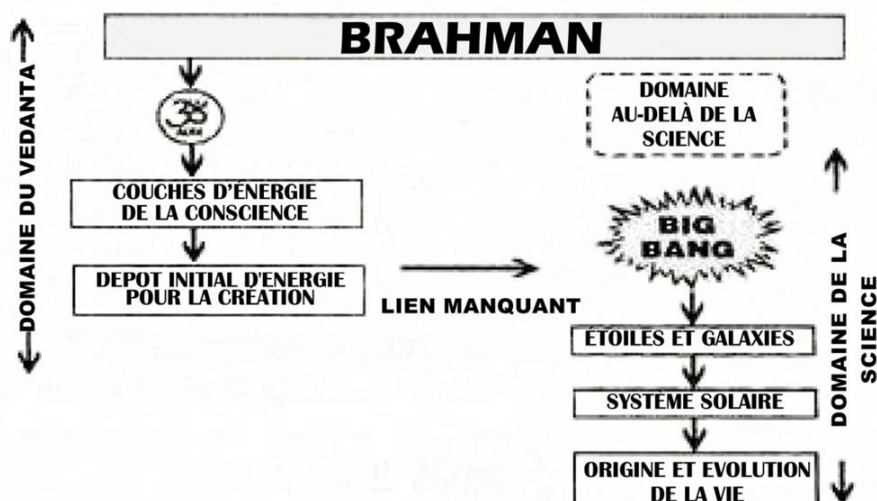 BRAHMAN
DOMAINE DU VEDANTA
COUCHES D'ÉNERGIE
DE LA CONSCIENCE
DEPOT INITIAL D'ENERGIE
POUR LA CRÉATION
LIEN MANQUANT
DOMAINE
AU-DELÀ DE LA
SCIENCE
BIG
BANG
ÉTOILES ET GALAXIES
SYSTÈME SOLAIRE
ORIGINE ET EVOLUTION
DE LA VIE
DOMAINE DE LA
SCIENCE